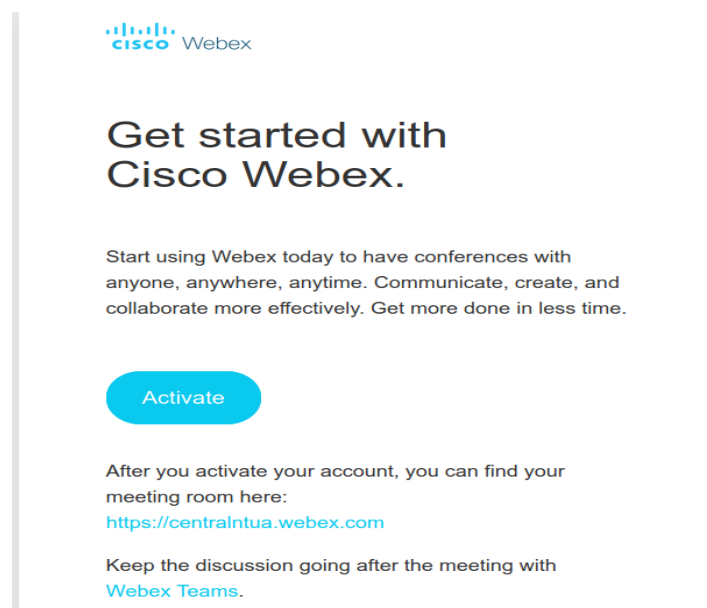 cisco Webex
Get started with
Cisco Webex.
Start using Webex today to have conferences with
anyone, anywhere, anytime. Communicate, create, and
collaborate more effectively. Get more done in less time.
Activate
After you activate your account, you can find your
meeting room here:
https://centralntua.webex.com
Keep the discussion going after the meeting with
Webex Teams.